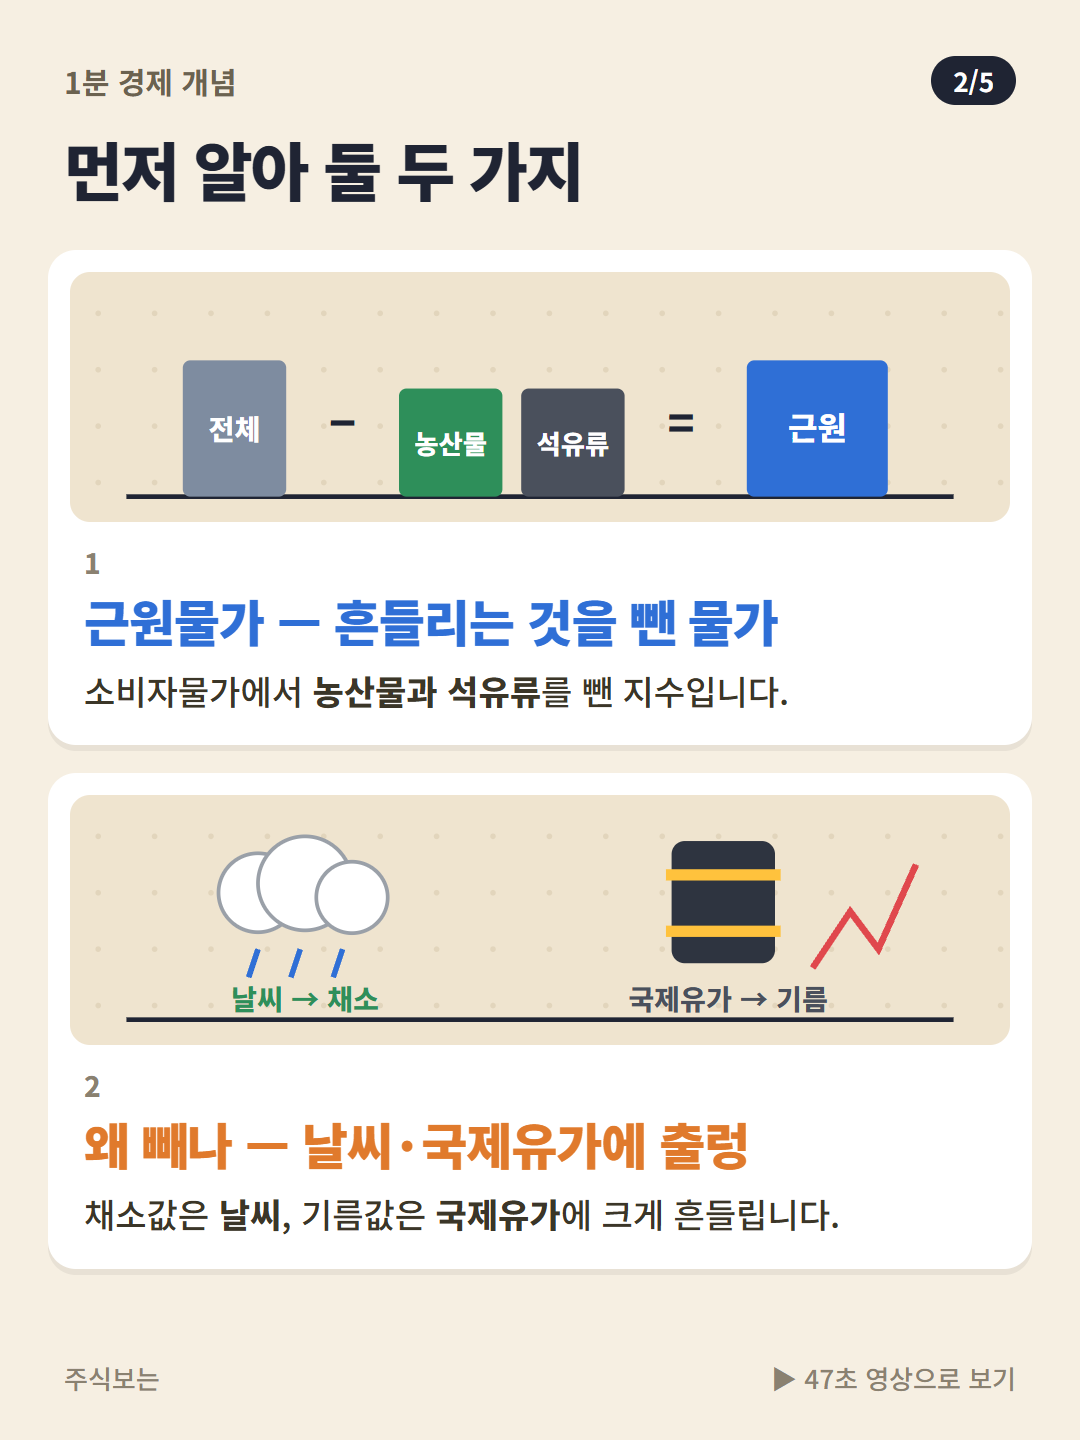 1분 경제 개념
2/5
먼저 알아 둘 두 가지
전체 − 농산물 석유류 = 근원
1
근원물가 — 흔들리는 것을 뺀 물가
소비자물가에서 농산물과 석유류를 뺀 지수입니다.
날씨 → 채소
국제유가 → 기름
2
왜 빼나 — 날씨·국제유가에 출렁
채소값은 날씨, 기름값은 국제유가에 크게 흔들립니다.
주식보는
▶ 47초 영상으로 보기